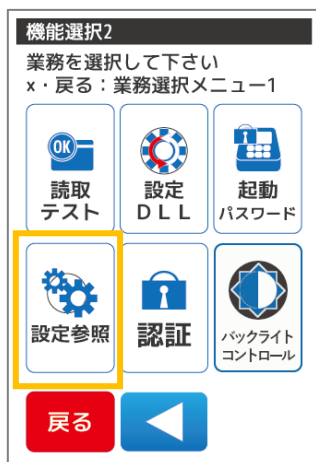 機能選択2
業務を選択して下さい
x・戻る：業務選択メニュー1
OK
読取
テスト
設定
DLL
起動
パスワード
設定参照
認証
バックライト
コントロール
戻る